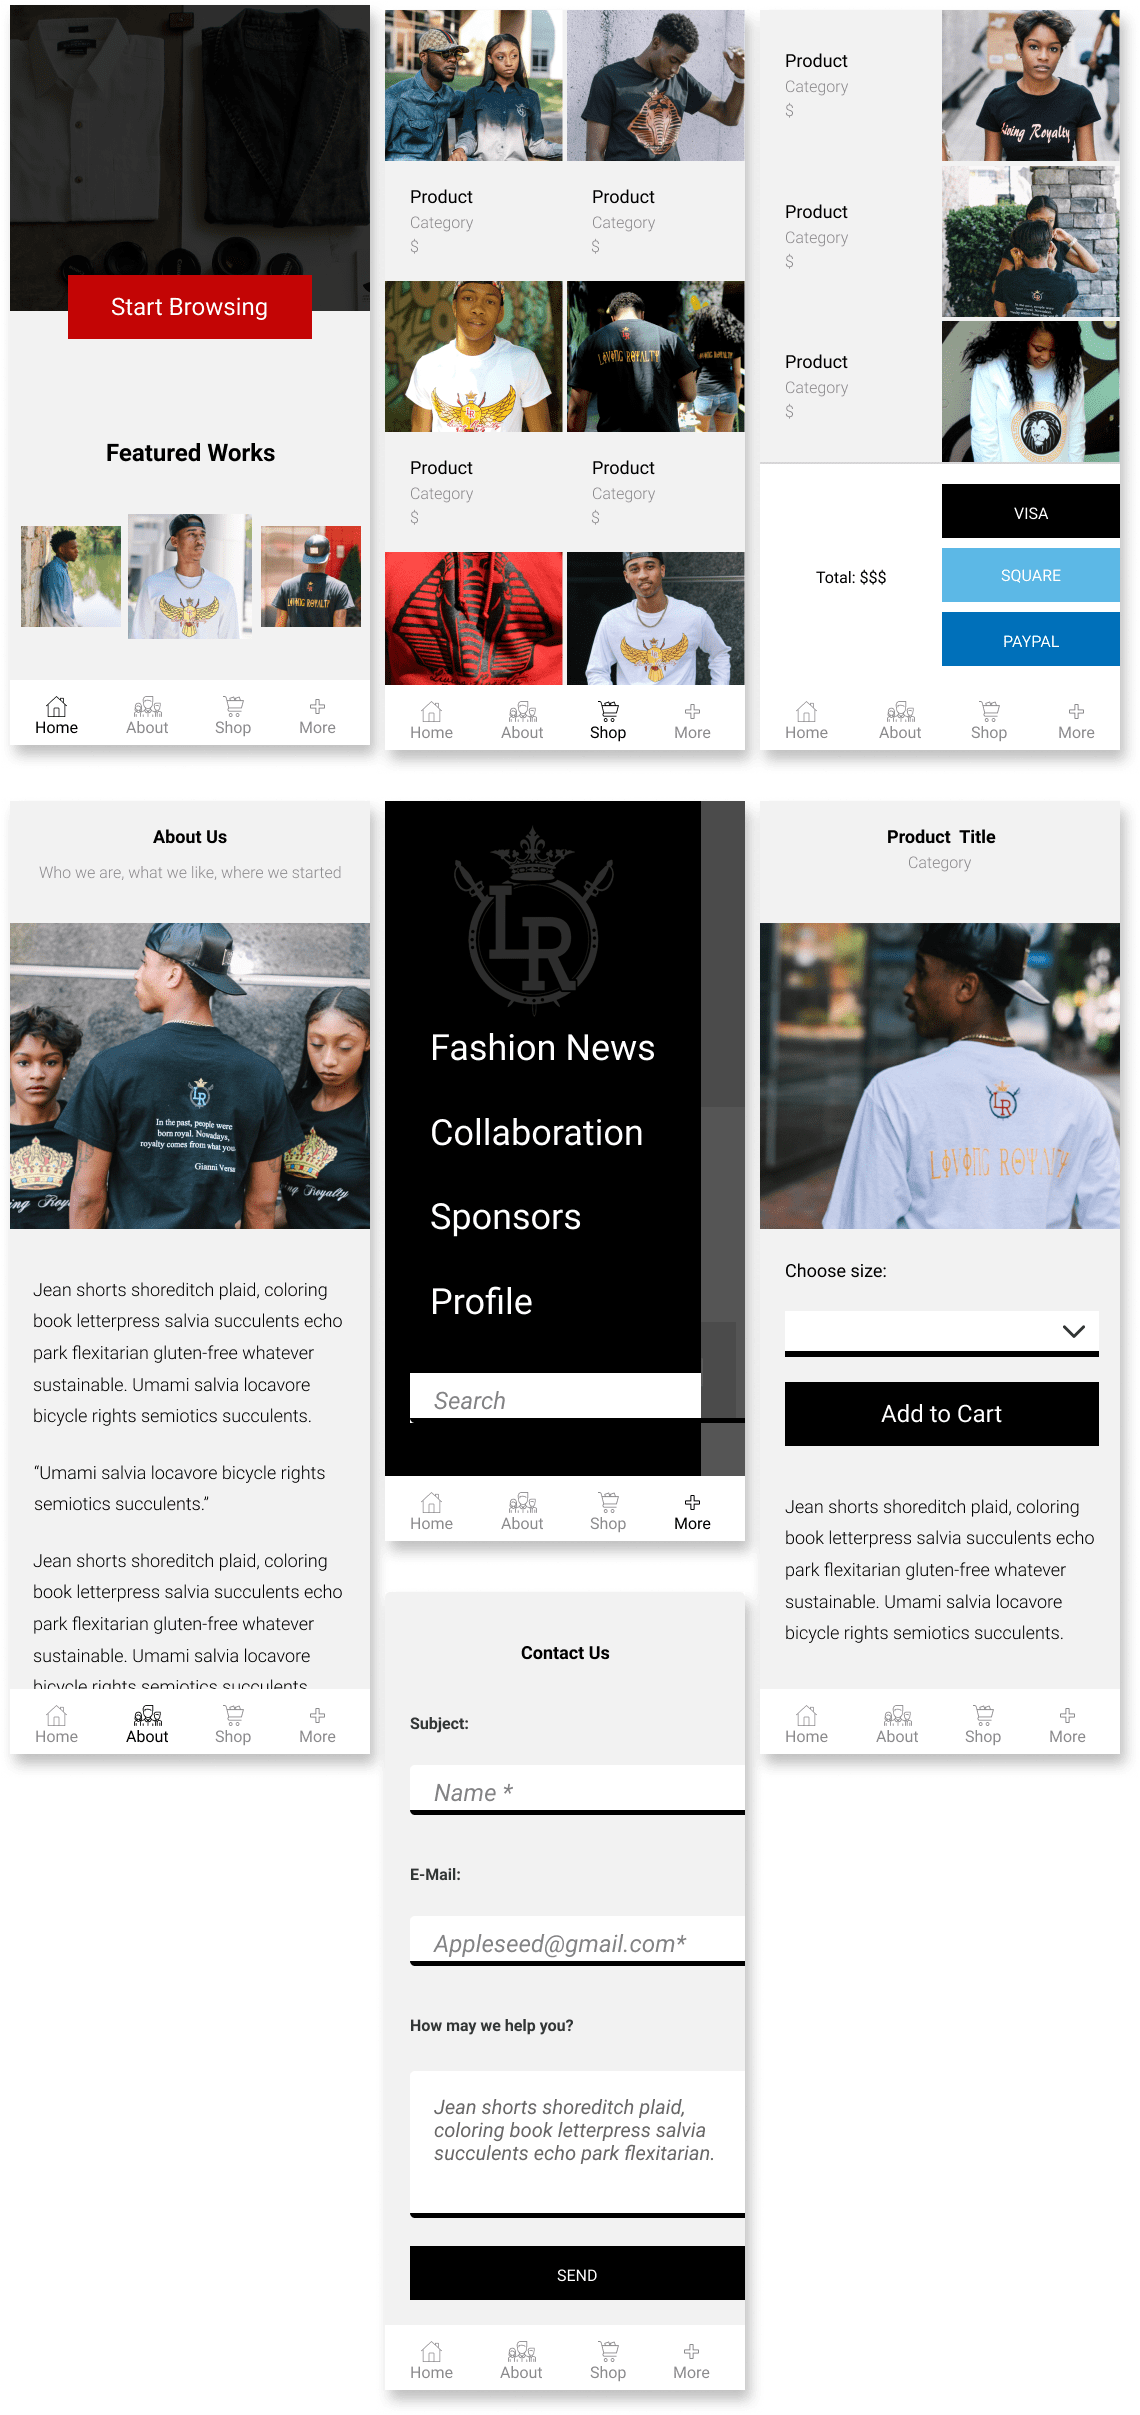 Start Browsing
Featured Works
LIVING ROYALTY
Home
About
Shop
More
Product
Category
$
Product
Category
$
LR
LIVING ROYALTY
Product
Category
$
Product
Category
$
Home
About
Shop
More
Product
Category
$
Living Royalty
Product
Category
$
Product
Category
$
Total: $$$
VISA
SQUARE
PAYPAL
Home
About
Shop
More
About Us
Who we are, what we like, where we started
LR
In the past, people were
born royal. Nowadays,
royalty comes from what you
Gianni Versa
Royalty
Jean shorts shoreditch plaid, coloring
book letterpress salvia succulents echo
park flexitarian gluten-free whatever
sustainable. Umami salvia locavore
bicycle rights semiotics succulents.
“Umami salvia locavore bicycle rights
semiotics succulents.”
Jean shorts shoreditch plaid, coloring
book letterpress salvia succulents echo
park flexitarian gluten-free whatever
sustainable. Umami salvia locavore
bicycle rights semiotics succulents
Home
About
Shop
More
LR
Fashion News
Collaboration
Sponsors
Profile
Search
Home
About
Shop
More
Product Title
Category
LR
LIVING ROYALTY
Choose size:
Add to Cart
Jean shorts shoreditch plaid, coloring
book letterpress salvia succulents echo
park flexitarian gluten-free whatever
sustainable. Umami salvia locavore
bicycle rights semiotics succulents.
Home
About
Shop
More
Contact Us
Subject:
Name *
E-Mail:
Appleseed@gmail.com*
How may we help you?
Jean shorts shoreditch plaid,
coloring book letterpress salvia
succulents echo park flexitarian.
SEND
Home
About
Shop
More